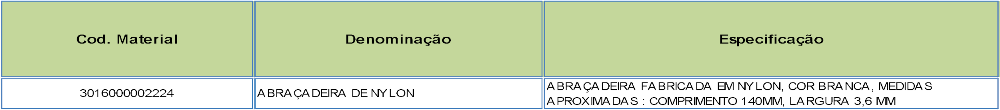 Cod. Material
Denominação
Especificação
3016000002224
ABRAÇADEIRA DE NYLON
ABRAÇADEIRA FABRICADA EM NYLON, COR BRANCA, MEDIDAS
APROXIMADAS : COMPRIMENTO 140MM, LARGURA 3,6 MM